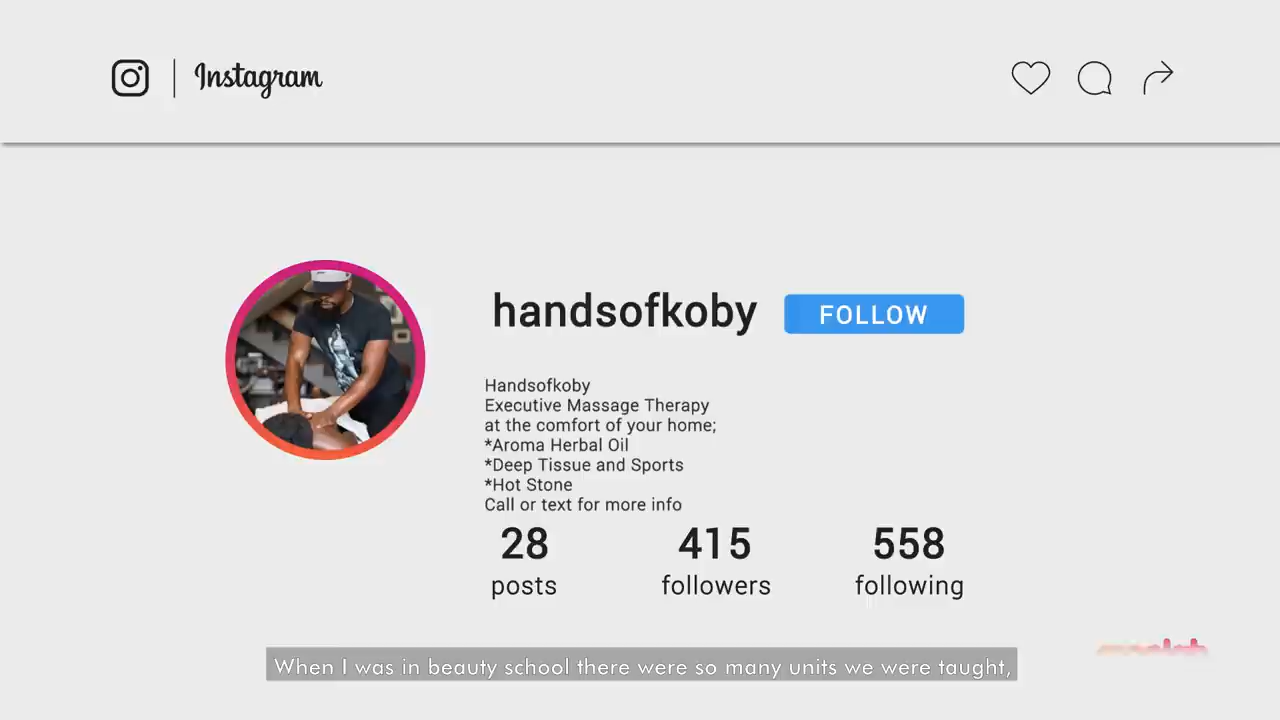 Instagram
handsofkoby
FOLLOW
Handsofkoby
Executive Massage Therapy
at the comfort of your home;
*Aroma Herbal Oil
*Deep Tissue and Sports
*Hot Stone
Call or text for more info
28 415 558
posts followers following
When I was in beauty school there were so many units we were taught,